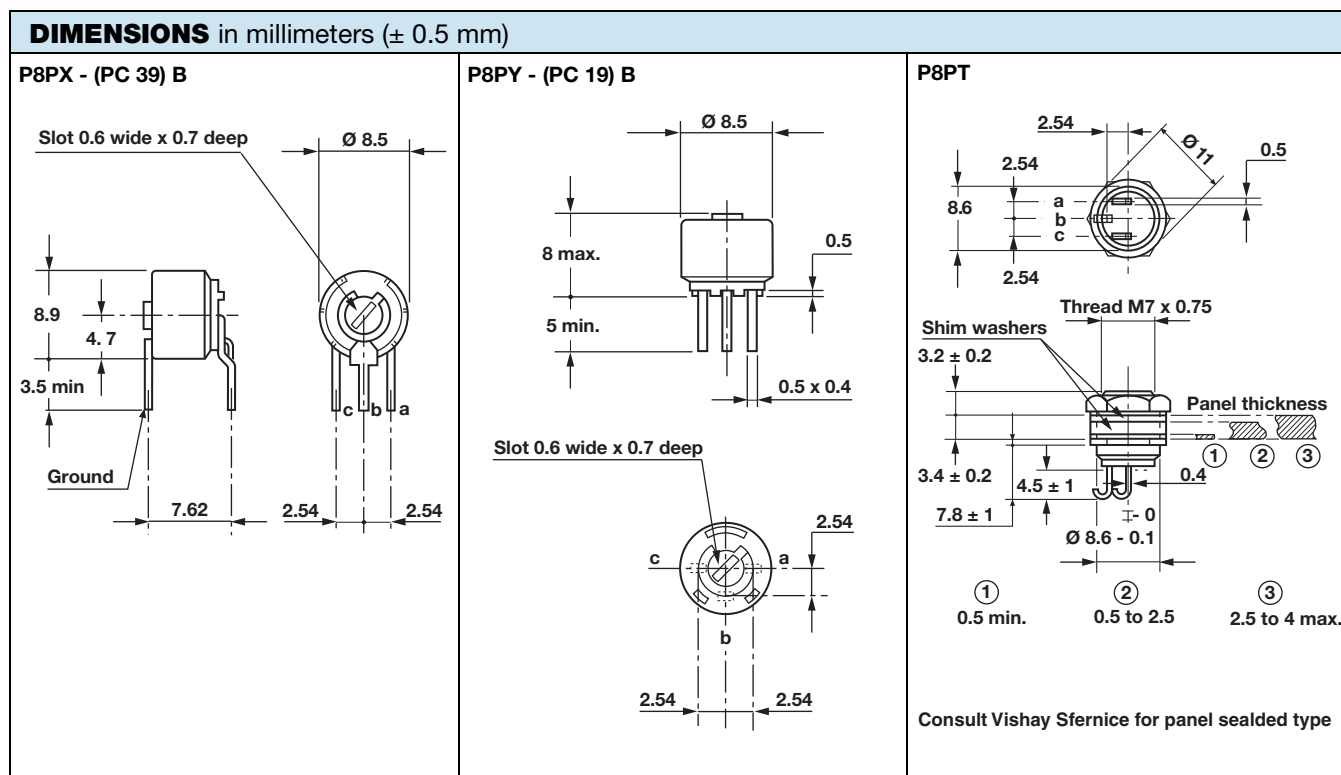 DIMENSIONS in millimeters (± 0.5 mm)
P8PX - (PC 39) B
Slot 0.6 wide x 0.7 deep
Ø 8.5
8.9
4. 7
3.5 min
c
b
a
Ground
7.62
2.54
2.54
P8PY - (PC 19) B
Ø 8.5
8 max.
0.5
5 min.
0.5 x 0.4
Slot 0.6 wide x 0.7 deep
2.54
c
a
b
2.54
2.54
P8PT
2.54
Ø 11
2.54
0.5
8.6
a
b
c
2.54
Thread M7 x 0.75
Shim washers
3.2 ± 0.2
Panel thickness
1
2
3
3.4 ± 0.2
4.5 ± 1
0.4
7.8 ± 1
- 0
Ø 8.6 - 0.1
1
2
3
0.5 min.
0.5 to 2.5
2.5 to 4 max.
Consult Vishay Sfernice for panel sealded type